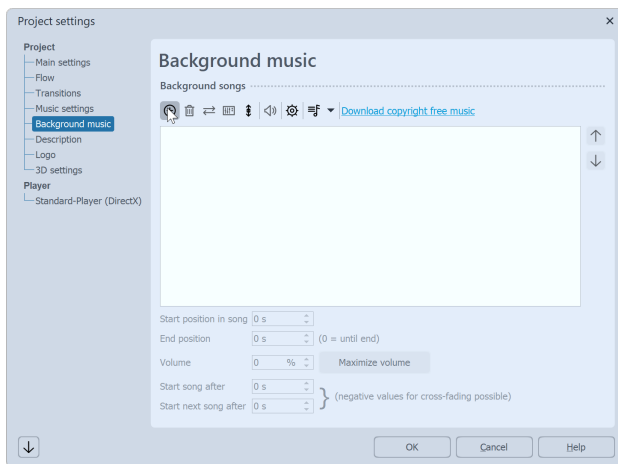 Project settings
Project
Main settings
Flow
Transitions
Music settings
Background music
Description
Logo
3D settings
Player
Standard-Player (DirectX)
Background music
Background songs
Download copyright free music
Start position in song 0 s
End position 0 s (0 = until end)
Volume 0 % Maximize volume
Start song after 0 s
(negative values for cross-fading possible)
Start next song after 0 s
OK Cancel Help